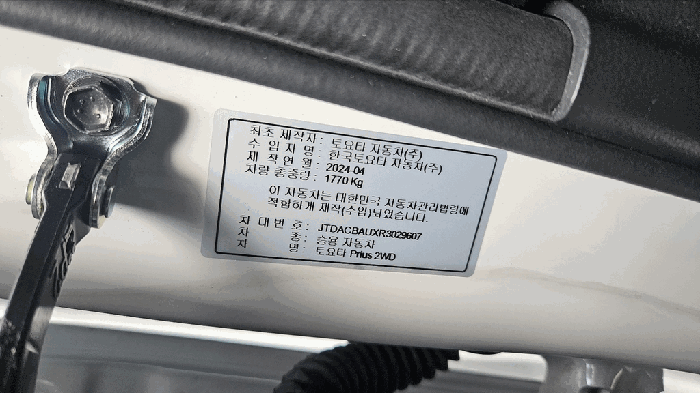 최초 제작자 : 토요타 자동차(주)
수 입 자 명 : 한국토요타 자동차(주)
제 작 연 월 : 2024-04
차량 총중량 : 1770 Kg
이 자동차는 대한민국 자동차관리법령에
적합하게 제작(수입)되었습니다.
차 대 번 호 : JTDACBAUXR3029607
차 종 : 승용 자동차
차 명 : 토요타 Prius 2WD